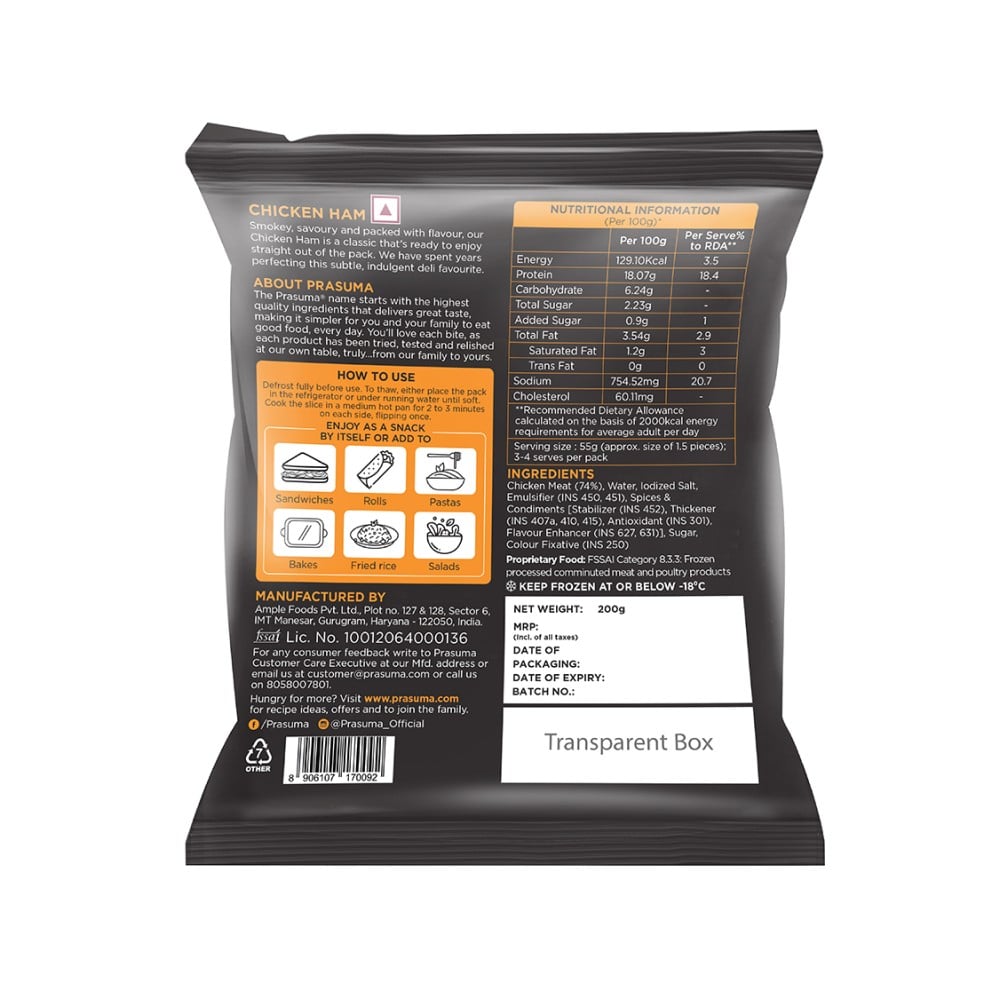 CHICKEN HAM
Smokey, savoury and packed with flavour, our
Chicken Ham is a classic that's ready to enjoy
straight out of the pack. We have spent years
perfecting this subtle, indulgent deli favourite.
ABOUT PRASUMA
The Prasuma® name starts with the highest
quality ingredients that delivers great taste,
making it simpler for you and your family to eat
good food, every day. You'll love each bite, as
each product has been tried, tested and relished
at our own table, truly...from our family to yours.
HOW TO USE
Defrost fully before use. To thaw, either place the pack
in the refrigerator or under running water until soft.
Cook the slice in a medium hot pan for 2 to 3 minutes
on each side, flipping once.
ENJOY AS A SNACK
BY ITSELF OR ADD TO
Sandwiches Rolls Pastas
Bakes Fried rice Salads
MANUFACTURED BY
Ample Foods Pvt. Ltd., Plot no. 127 & 128, Sector 6,
IMT Manesar, Gurugram, Haryana - 122050, India.
fssai Lic. No. 10012064000136
For any consumer feedback write to Prasuma
Customer Care Executive at our Mfd. address or
email us at customer@prasuma.com or call us
on 8058007801.
Hungry for more? Visit www.prasuma.com
for recipe ideas, offers and to join the family.
/Prasuma @Prasuma_Official
7
OTHER
8 906107 170092
NUTRITIONAL INFORMATION
(Per 100g)*
Per 100g Per Serve%
to RDA**
Energy 129.10Kcal 3.5
Protein 18.07g 18.4
Carbohydrate 6.24g -
Total Sugar 2.23g -
Added Sugar 0.9g 1
Total Fat 3.54g 2.9
Saturated Fat 1.2g 3
Trans Fat 0g 0
Sodium 754.52mg 20.7
Cholesterol 60.11mg -
**Recommended Dietary Allowance
calculated on the basis of 2000kcal energy
requirements for average adult per day
Serving size : 55g (approx. size of 1.5 pieces);
3-4 serves per pack
INGREDIENTS
Chicken Meat (74%), Water, Iodized Salt,
Emulsifier (INS 450, 451), Spices &
Condiments [Stabilizer (INS 452), Thickener
(INS 407a, 410, 415), Antioxidant (INS 301),
Flavour Enhancer (INS 627, 631)], Sugar,
Colour Fixative (INS 250)
Proprietary Food: FSSAI Category 8.3.3: Frozen
processed comminuted meat and poultry products
KEEP FROZEN AT OR BELOW -18°C
NET WEIGHT: 200g
MRP:
(Incl. of all taxes)
DATE OF
PACKAGING:
DATE OF EXPIRY:
BATCH NO.:
Transparent Box